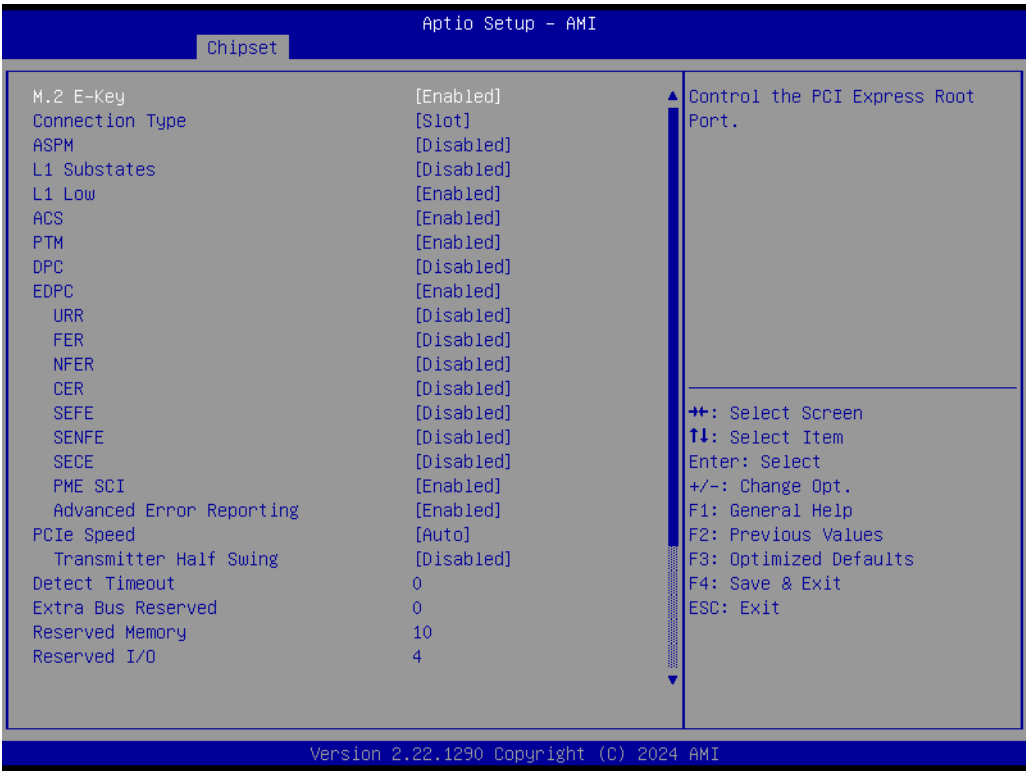 Aptio Setup - AMI
Chipset
M.2 E-Key [Enabled]
Connection Type [Slot]
ASPM [Disabled]
L1 Substates [Disabled]
L1 Low [Enabled]
ACS [Enabled]
PTM [Enabled]
DPC [Disabled]
EDPC [Enabled]
URR [Disabled]
FER [Disabled]
NFER [Disabled]
CER [Disabled]
SEFE [Disabled]
SENFE [Disabled]
SECE [Disabled]
PME SCI [Enabled]
Advanced Error Reporting [Enabled]
PCIe Speed [Auto]
Transmitter Half Swing [Disabled]
Detect Timeout 0
Extra Bus Reserved 0
Reserved Memory 10
Reserved I/O 4
Control the PCI Express Root
Port.
→←: Select Screen
↑↓: Select Item
Enter: Select
+/-: Change Opt.
F1: General Help
F2: Previous Values
F3: Optimized Defaults
F4: Save & Exit
ESC: Exit
Version 2.22.1290 Copyright (C) 2024 AMI